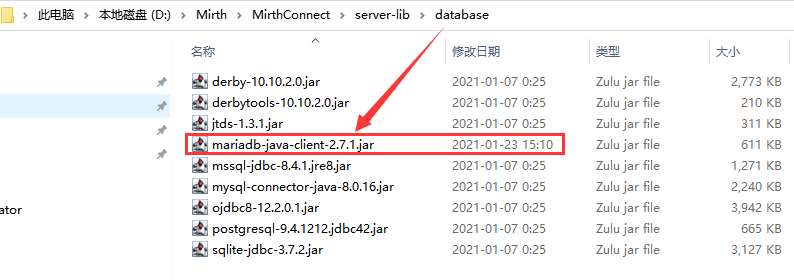 此电脑 > 本地磁盘 (D:) > Mirth > MirthConnect > server-lib > database
名称 修改日期 类型 大小
derby-10.10.2.0.jar 2021-01-07 0:25 Zulu jar file 2,773 KB
derbytools-10.10.2.0.jar 2021-01-07 0:25 Zulu jar file 210 KB
jtds-1.3.1.jar 2021-01-07 0:25 Zulu jar file 311 KB
mariadb-java-client-2.7.1.jar 2021-01-23 15:10 Zulu jar file 611 KB
mssql-jdbc-8.4.1.jre8.jar 2021-01-07 0:25 Zulu jar file 1,271 KB
mysql-connector-java-8.0.16.jar 2021-01-07 0:25 Zulu jar file 2,240 KB
ator ojdbc8-12.2.0.1.jar 2021-01-07 0:25 Zulu jar file 3,942 KB
postgresql-9.4.1212.jdbc42.jar 2021-01-07 0:25 Zulu jar file 665 KB
sqlite-jdbc-3.7.2.jar 2021-01-07 0:25 Zulu jar file 3,127 KB